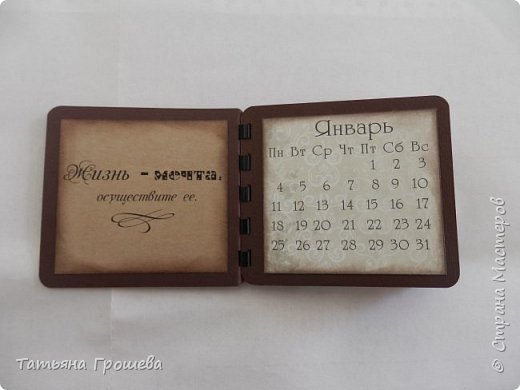 Жизнь - мечта,
осуществите ее.
Январь
Пн Вт Ср Чт Пт Сб Вс
1 2 3
4 5 6 7 8 9 10
11 12 13 14 15 16 17
18 19 20 21 22 23 24
25 26 27 28 29 30 31
Татьяна Грошева
© Страна Мастеров